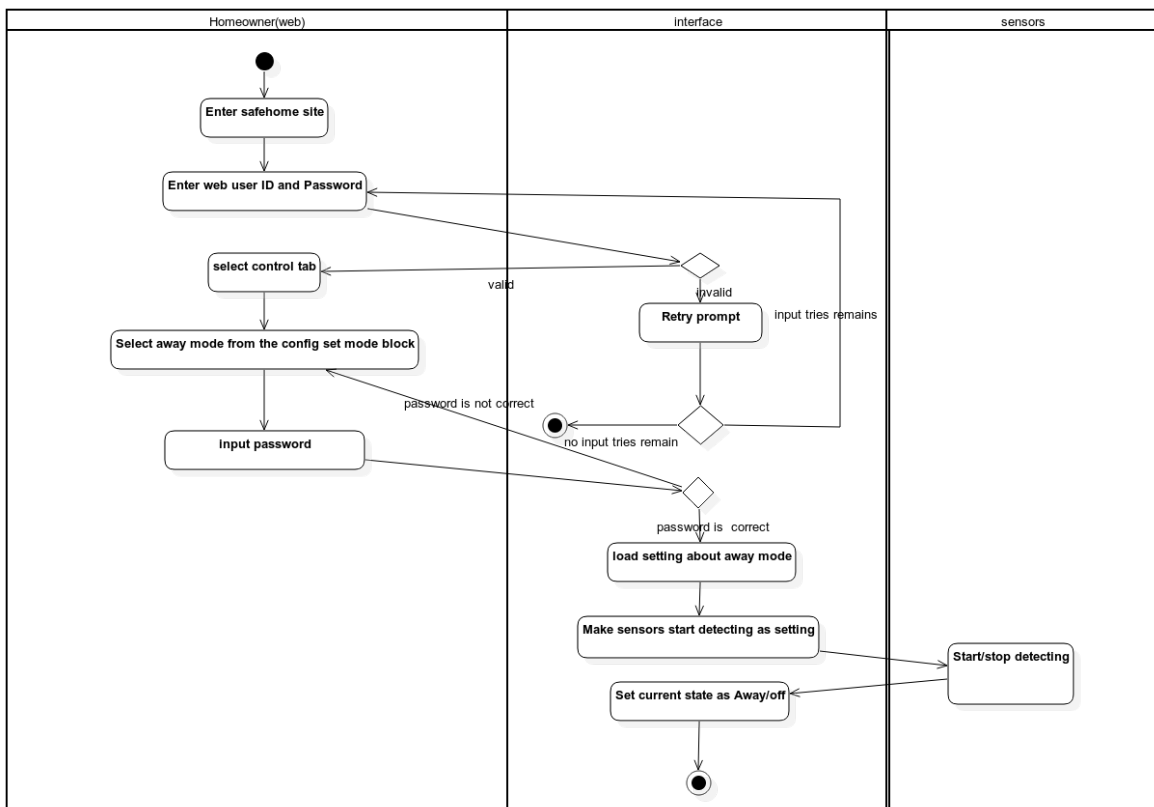 Homeowner(web)
interface
sensors
Enter safehome site
Enter web user ID and Password
select control tab
valid
invalid
Retry prompt
input tries remains
Select away mode from the config set mode block
password is not correct
no input tries remain
input password
password is  correct
load setting about away mode
Make sensors start detecting as setting
Start/stop detecting
Set current state as Away/off